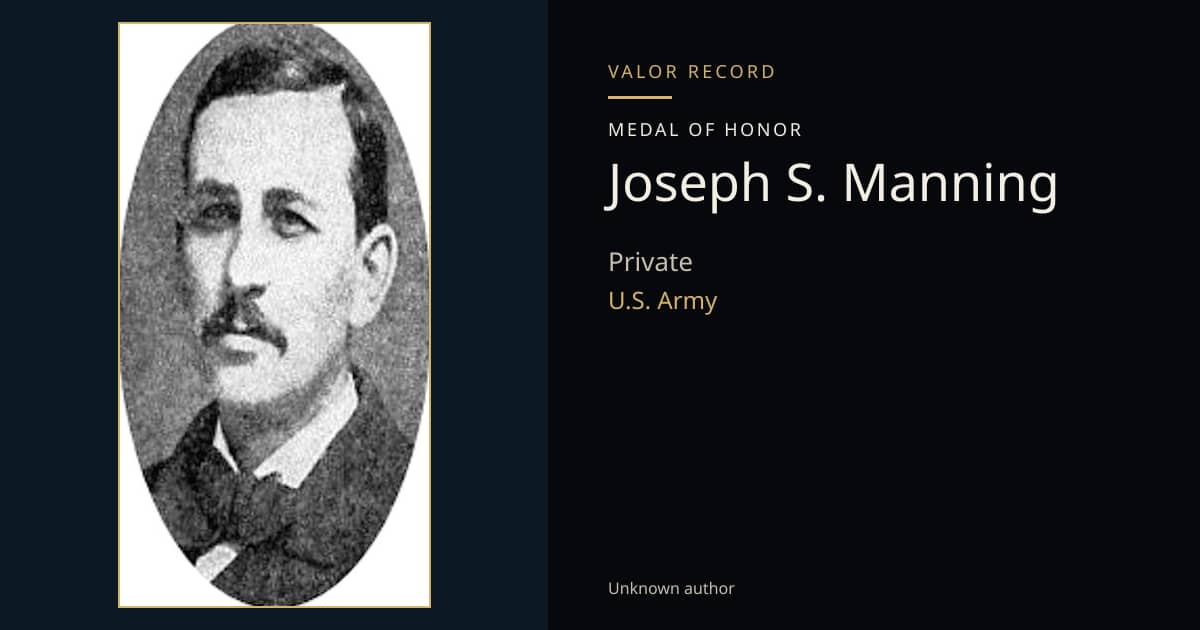 VALOR RECORD
MEDAL OF HONOR
Joseph S. Manning
Private
U.S. Army
Unknown author